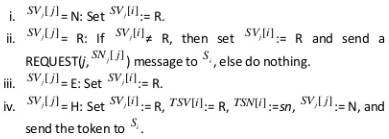 i. SV_j[j] = N: Set SV_j[i] := R.
ii. SV_j[j] = R: If SV_j[i] ≠ R, then set SV_j[i] := R and send a
REQUEST(j, SN_j[j]) message to S_i, else do nothing.
iii. SV_j[j] = E: Set SV_j[i] := R.
iv. SV_j[j] = H: Set SV_j[i] := R, TSV[i] := R, TSN[i] :=sn, SV_j[j] := N, and
send the token to S_i.